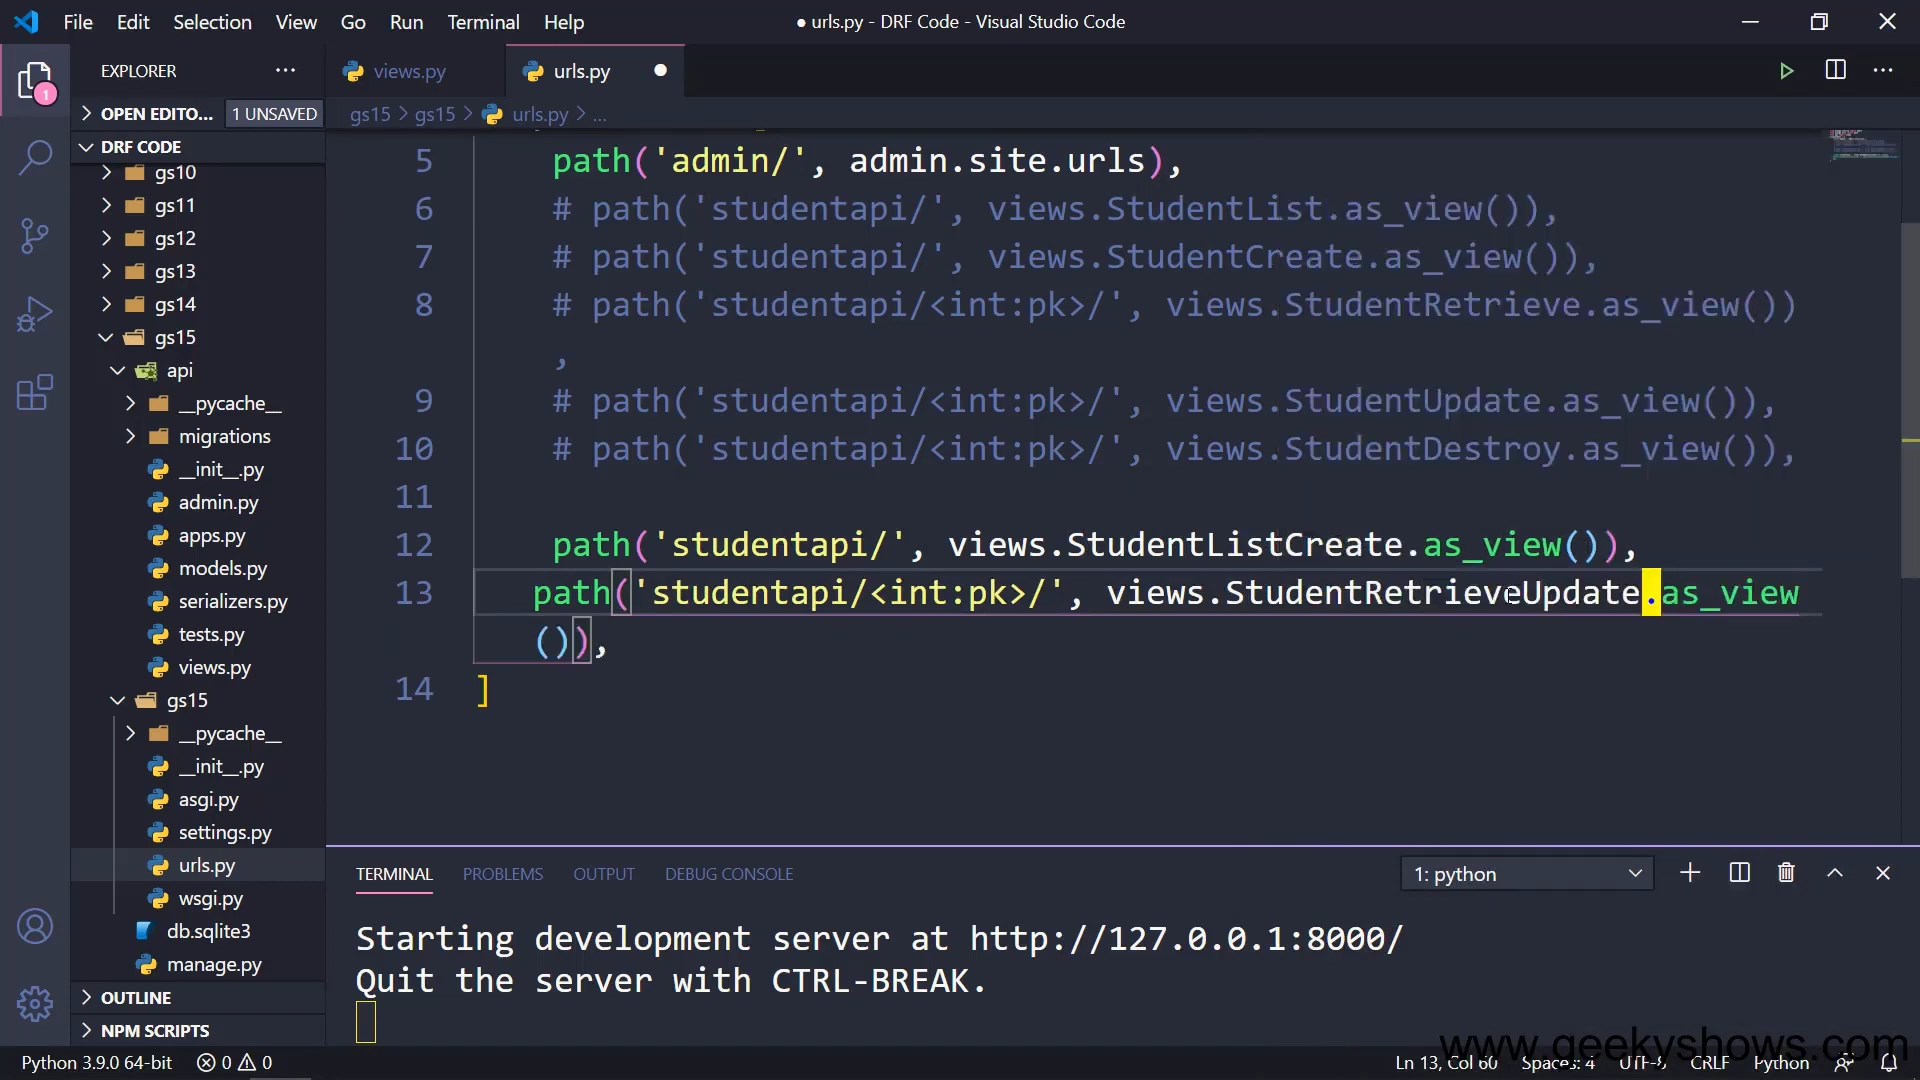 File Edit Selection View Go Run Terminal Help
● urls.py - DRF Code - Visual Studio Code
EXPLORER
views.py
urls.py
OPEN EDITO... 1 UNSAVED
gs15 > gs15 > urls.py > ...
DRF CODE
gs10
gs11
gs12
gs13
gs14
gs15
api
__pycache__
migrations
__init__.py
admin.py
apps.py
models.py
serializers.py
tests.py
views.py
gs15
__pycache__
__init__.py
asgi.py
settings.py
urls.py
wsgi.py
db.sqlite3
manage.py
OUTLINE
NPM SCRIPTS
1
5 path('admin/', admin.site.urls),
6 # path('studentapi/', views.StudentList.as_view()),
7 # path('studentapi/', views.StudentCreate.as_view()),
8 # path('studentapi/<int:pk>/', views.StudentRetrieve.as_view())
,
9 # path('studentapi/<int:pk>/', views.StudentUpdate.as_view()),
10 # path('studentapi/<int:pk>/', views.StudentDestroy.as_view()),
11
12 path('studentapi/', views.StudentListCreate.as_view()),
13 path('studentapi/<int:pk>/', views.StudentRetrieveUpdate.as_view
()),
14 ]
TERMINAL PROBLEMS OUTPUT DEBUG CONSOLE
1: python
Starting development server at http://127.0.0.1:8000/
Quit the server with CTRL-BREAK.
www.geekyshows.com
Python 3.9.0 64-bit 0 0
Ln 13, Col 60 Spaces: 4 UTF-8 CRLF Python